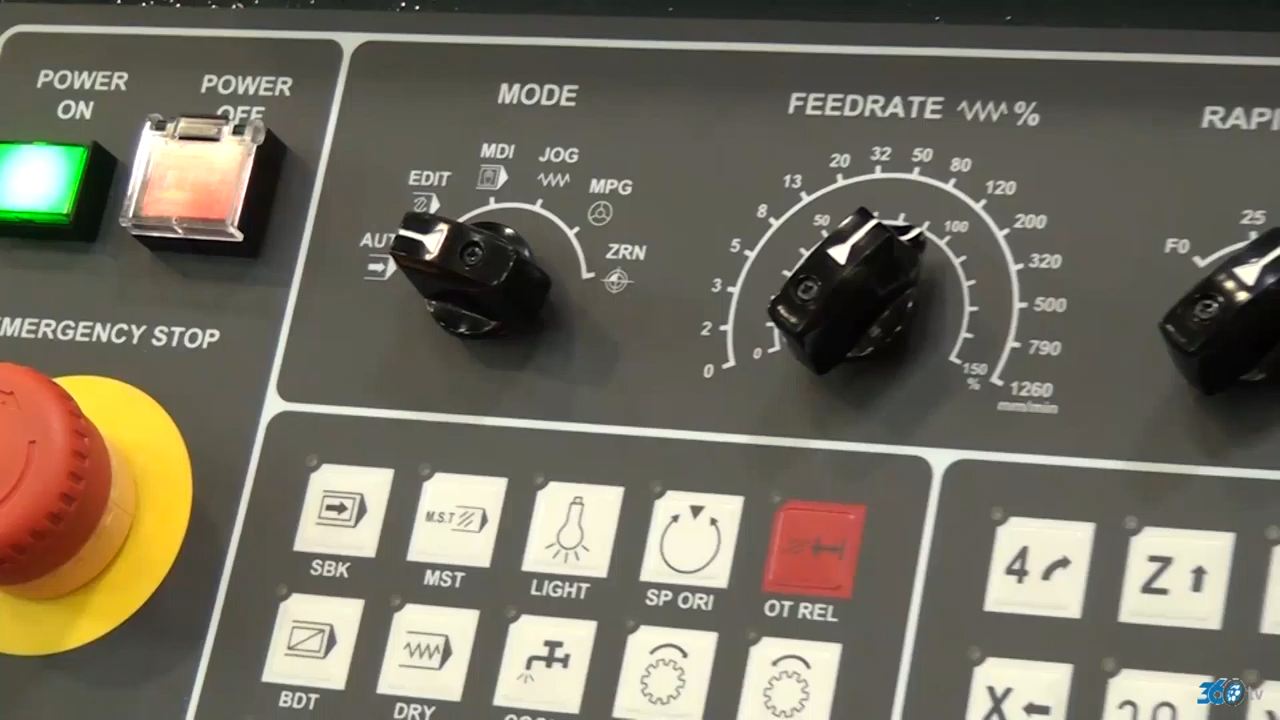 POWER
ON
POWER
OFF
MODE
EDIT
MDI
JOG
MPG
ZRN
FEEDRATE %
0
2
3
5
8
13
20
32
50
80
120
200
320
500
790
1260
mm/min
0
50
100
150
%
F0
25
EMERGENCY STOP
SBK
M.S.T
MST
LIGHT
SP ORI
OT REL
4
Z
BDT
DRY
X
360 tv